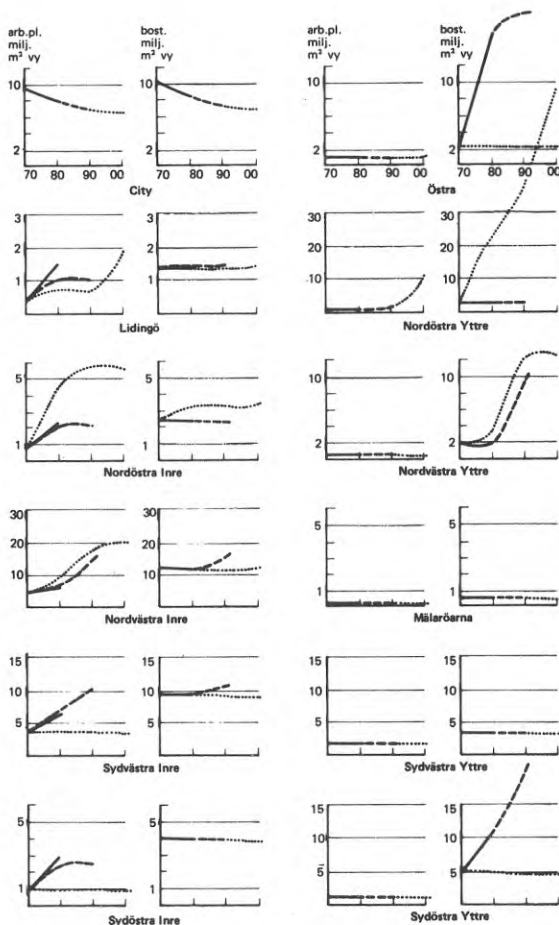 arb.pl. bost. arb.pl. bost.
milj. milj. milj. milj.
m² vy m² vy m² vy m² vy
10 10 10 10
2 2 2 2
70 80 90 00 70 80 90 00 70 80 90 00 70 80 90 00
City Östra
3 3 30 30
2 2 20 20
1 1 10 10
Lidingö Nordöstra Yttre
5 5 10 10
1 1 2 2
Nordöstra Inre Nordvästra Yttre
30 30 5 5
20 20
10 10 1 1
Nordvästra Inre Mälaröarna
15 15 15 15
10 10 10 10
5 5 5 5
Sydvästra Inre Sydvästra Yttre
5 5 15 15
10 10
5 5
1 1
Sydöstra Inre Sydöstra Yttre